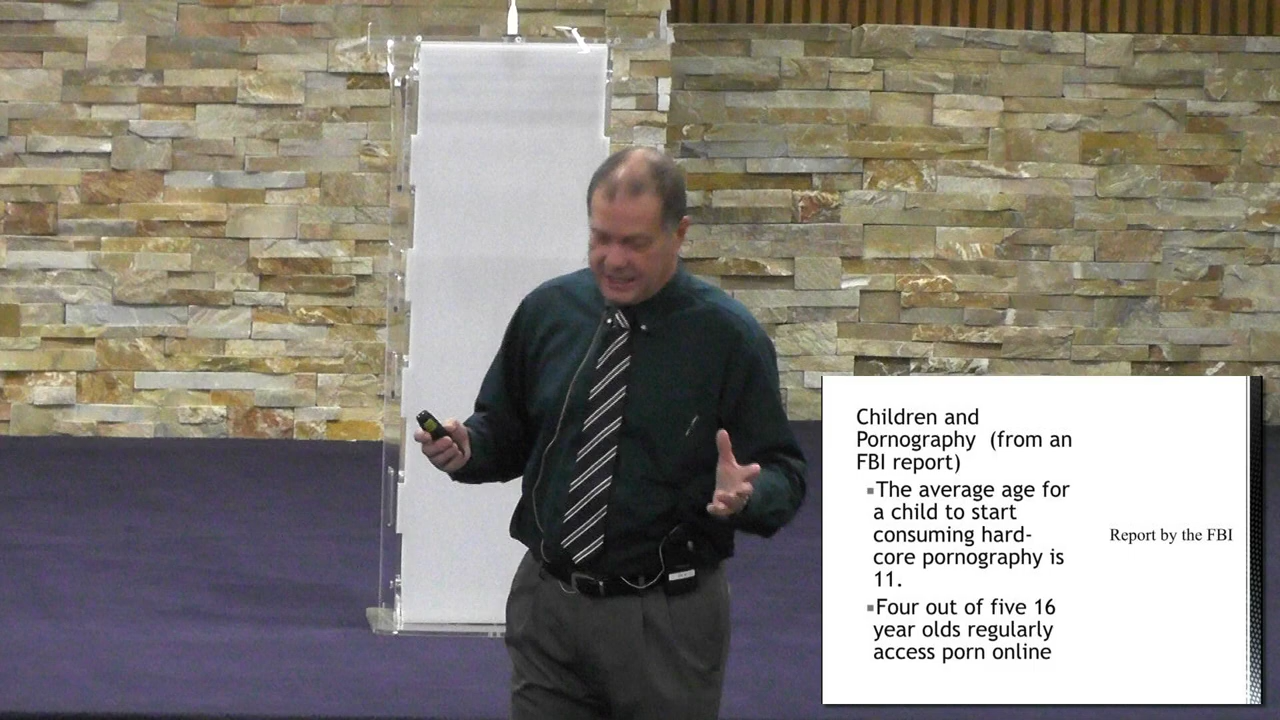 Children and
Pornography (from an
FBI report)
▪The average age for
a child to start
consuming hard-
core pornography is
11.
▪Four out of five 16
year olds regularly
access porn online
Report by the FBI